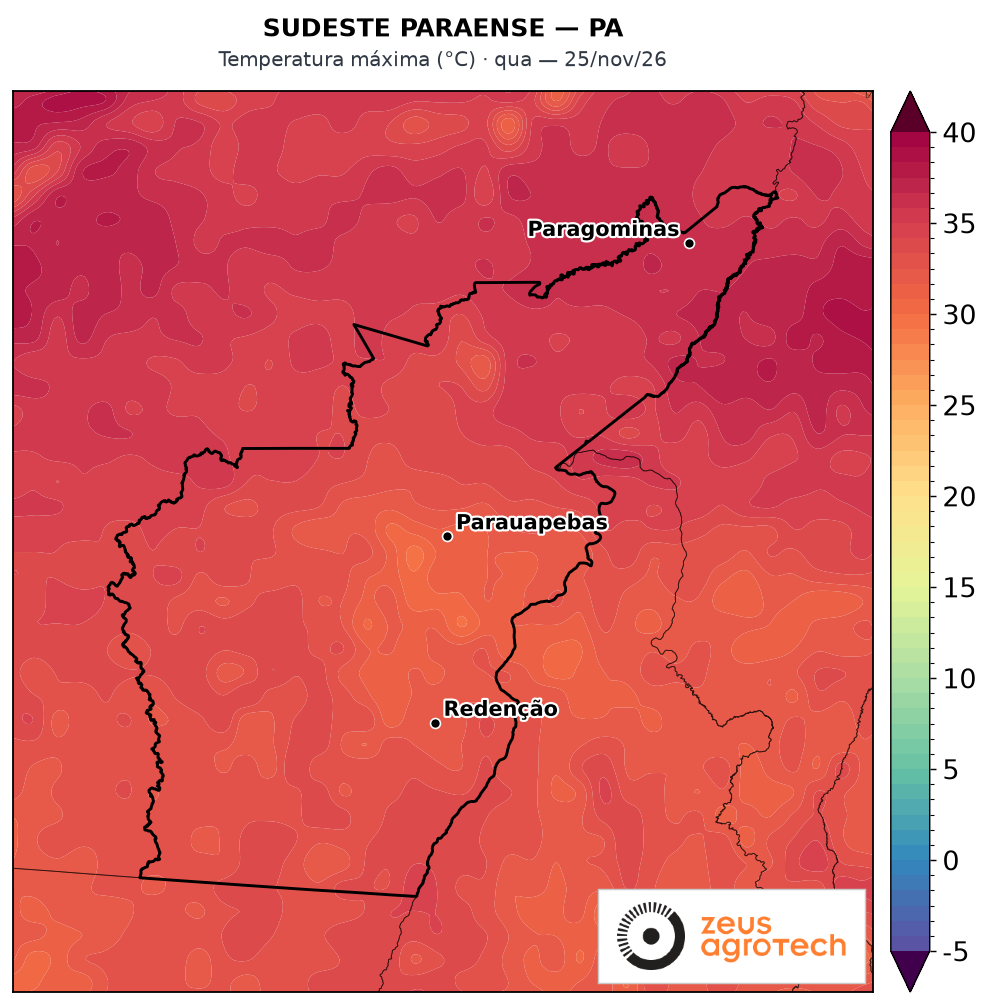 SUDESTE PARAENSE — PA
Temperatura máxima (°C) · qua — 25/nov/26
Paragominas
Parauapebas
Redenção
40
35
30
25
20
15
10
5
0
-5
zeus
agrotech